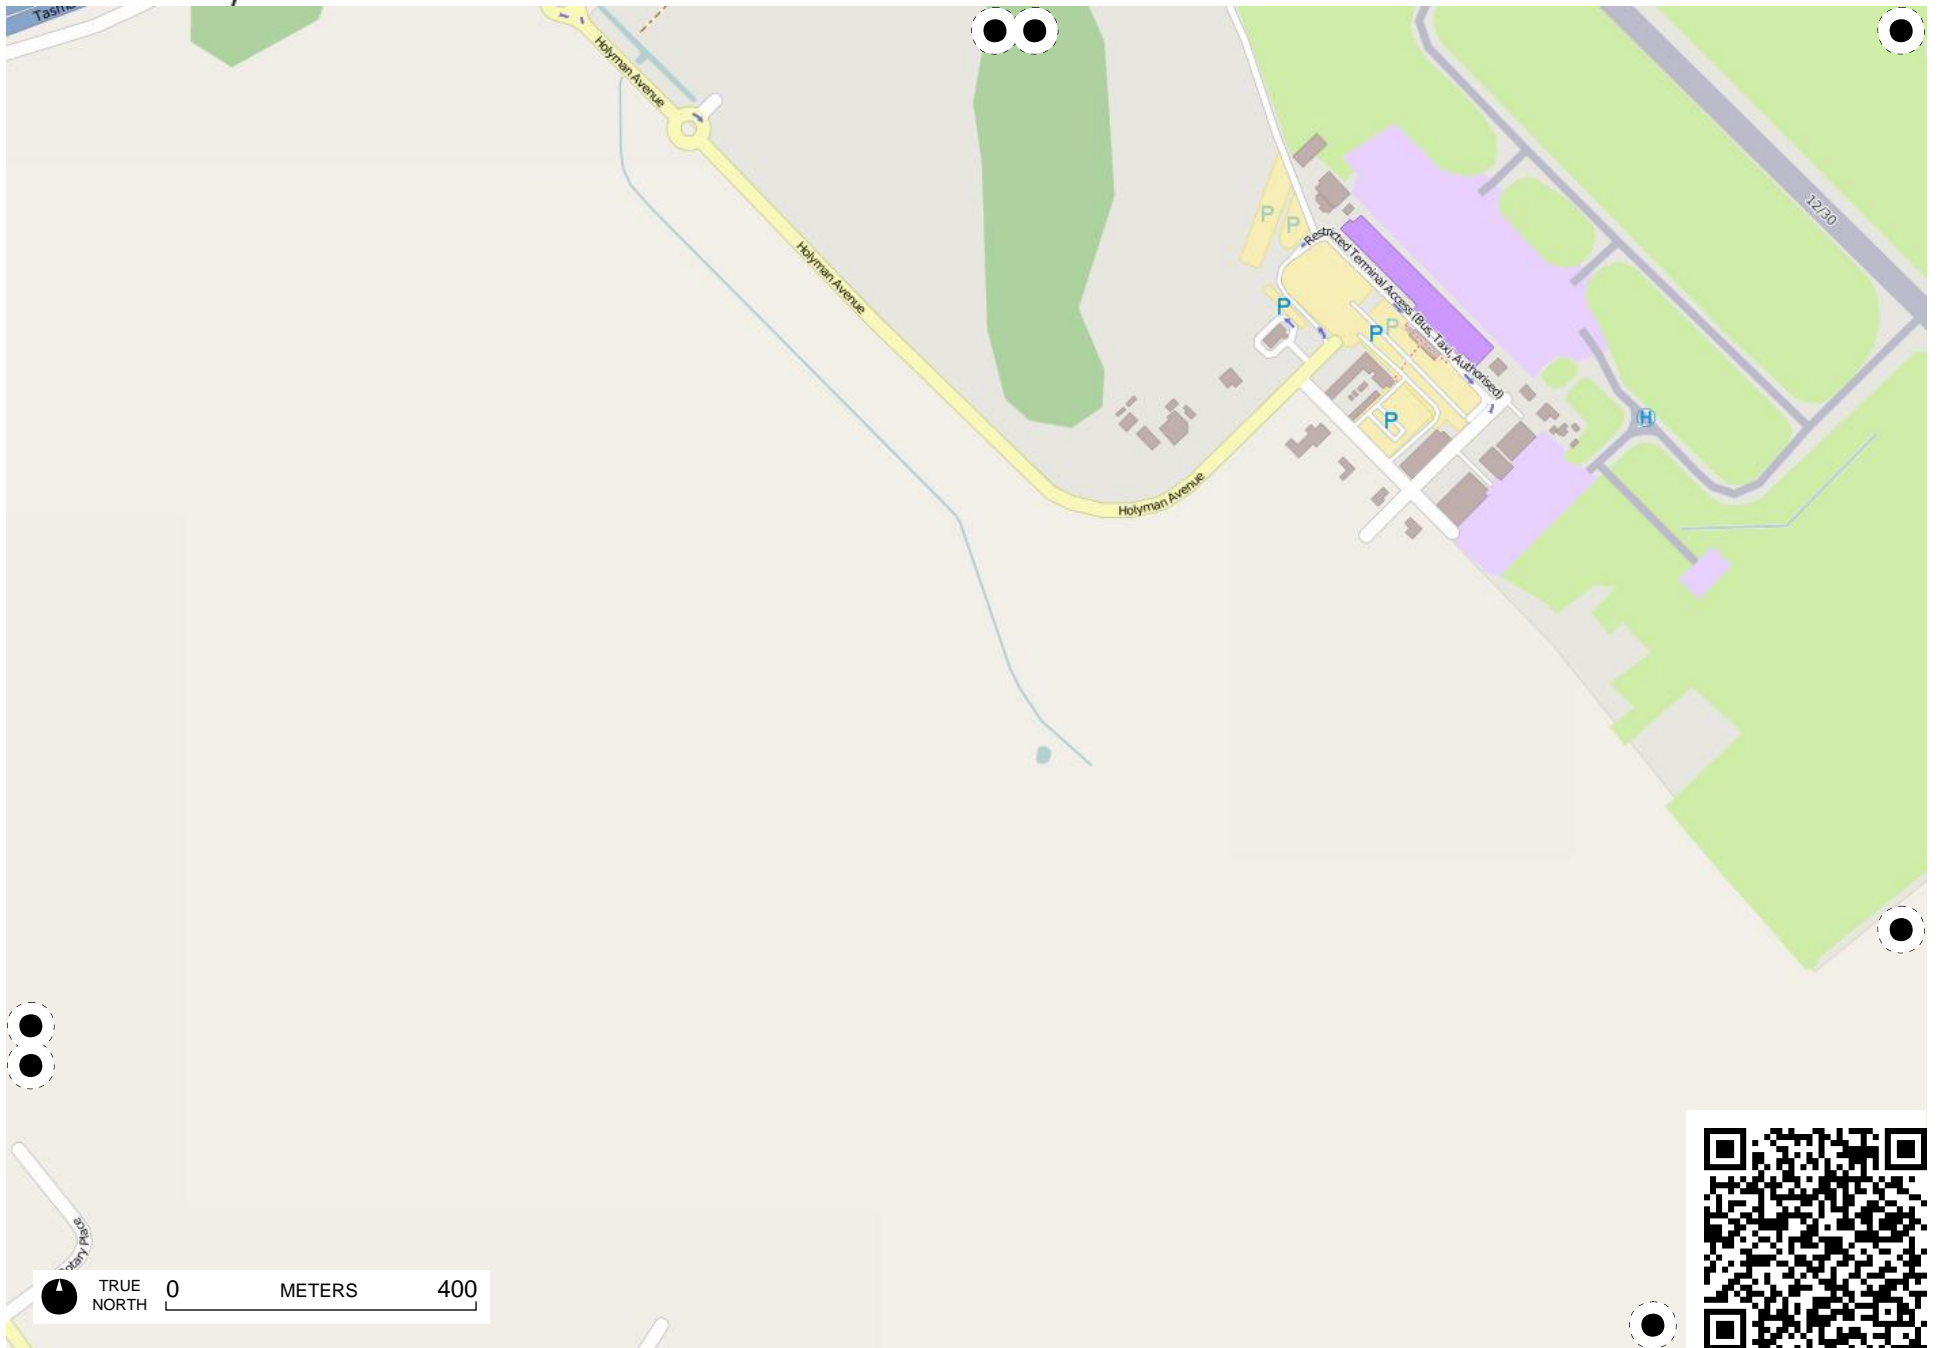 Holyman Avenue
12/30
P
P
Restricted Terminal Access (Bus, Taxi, Authorised)
Holyman Avenue
P
P
P
P
H
Holyman Avenue
TRUE
NORTH
0
METERS
400